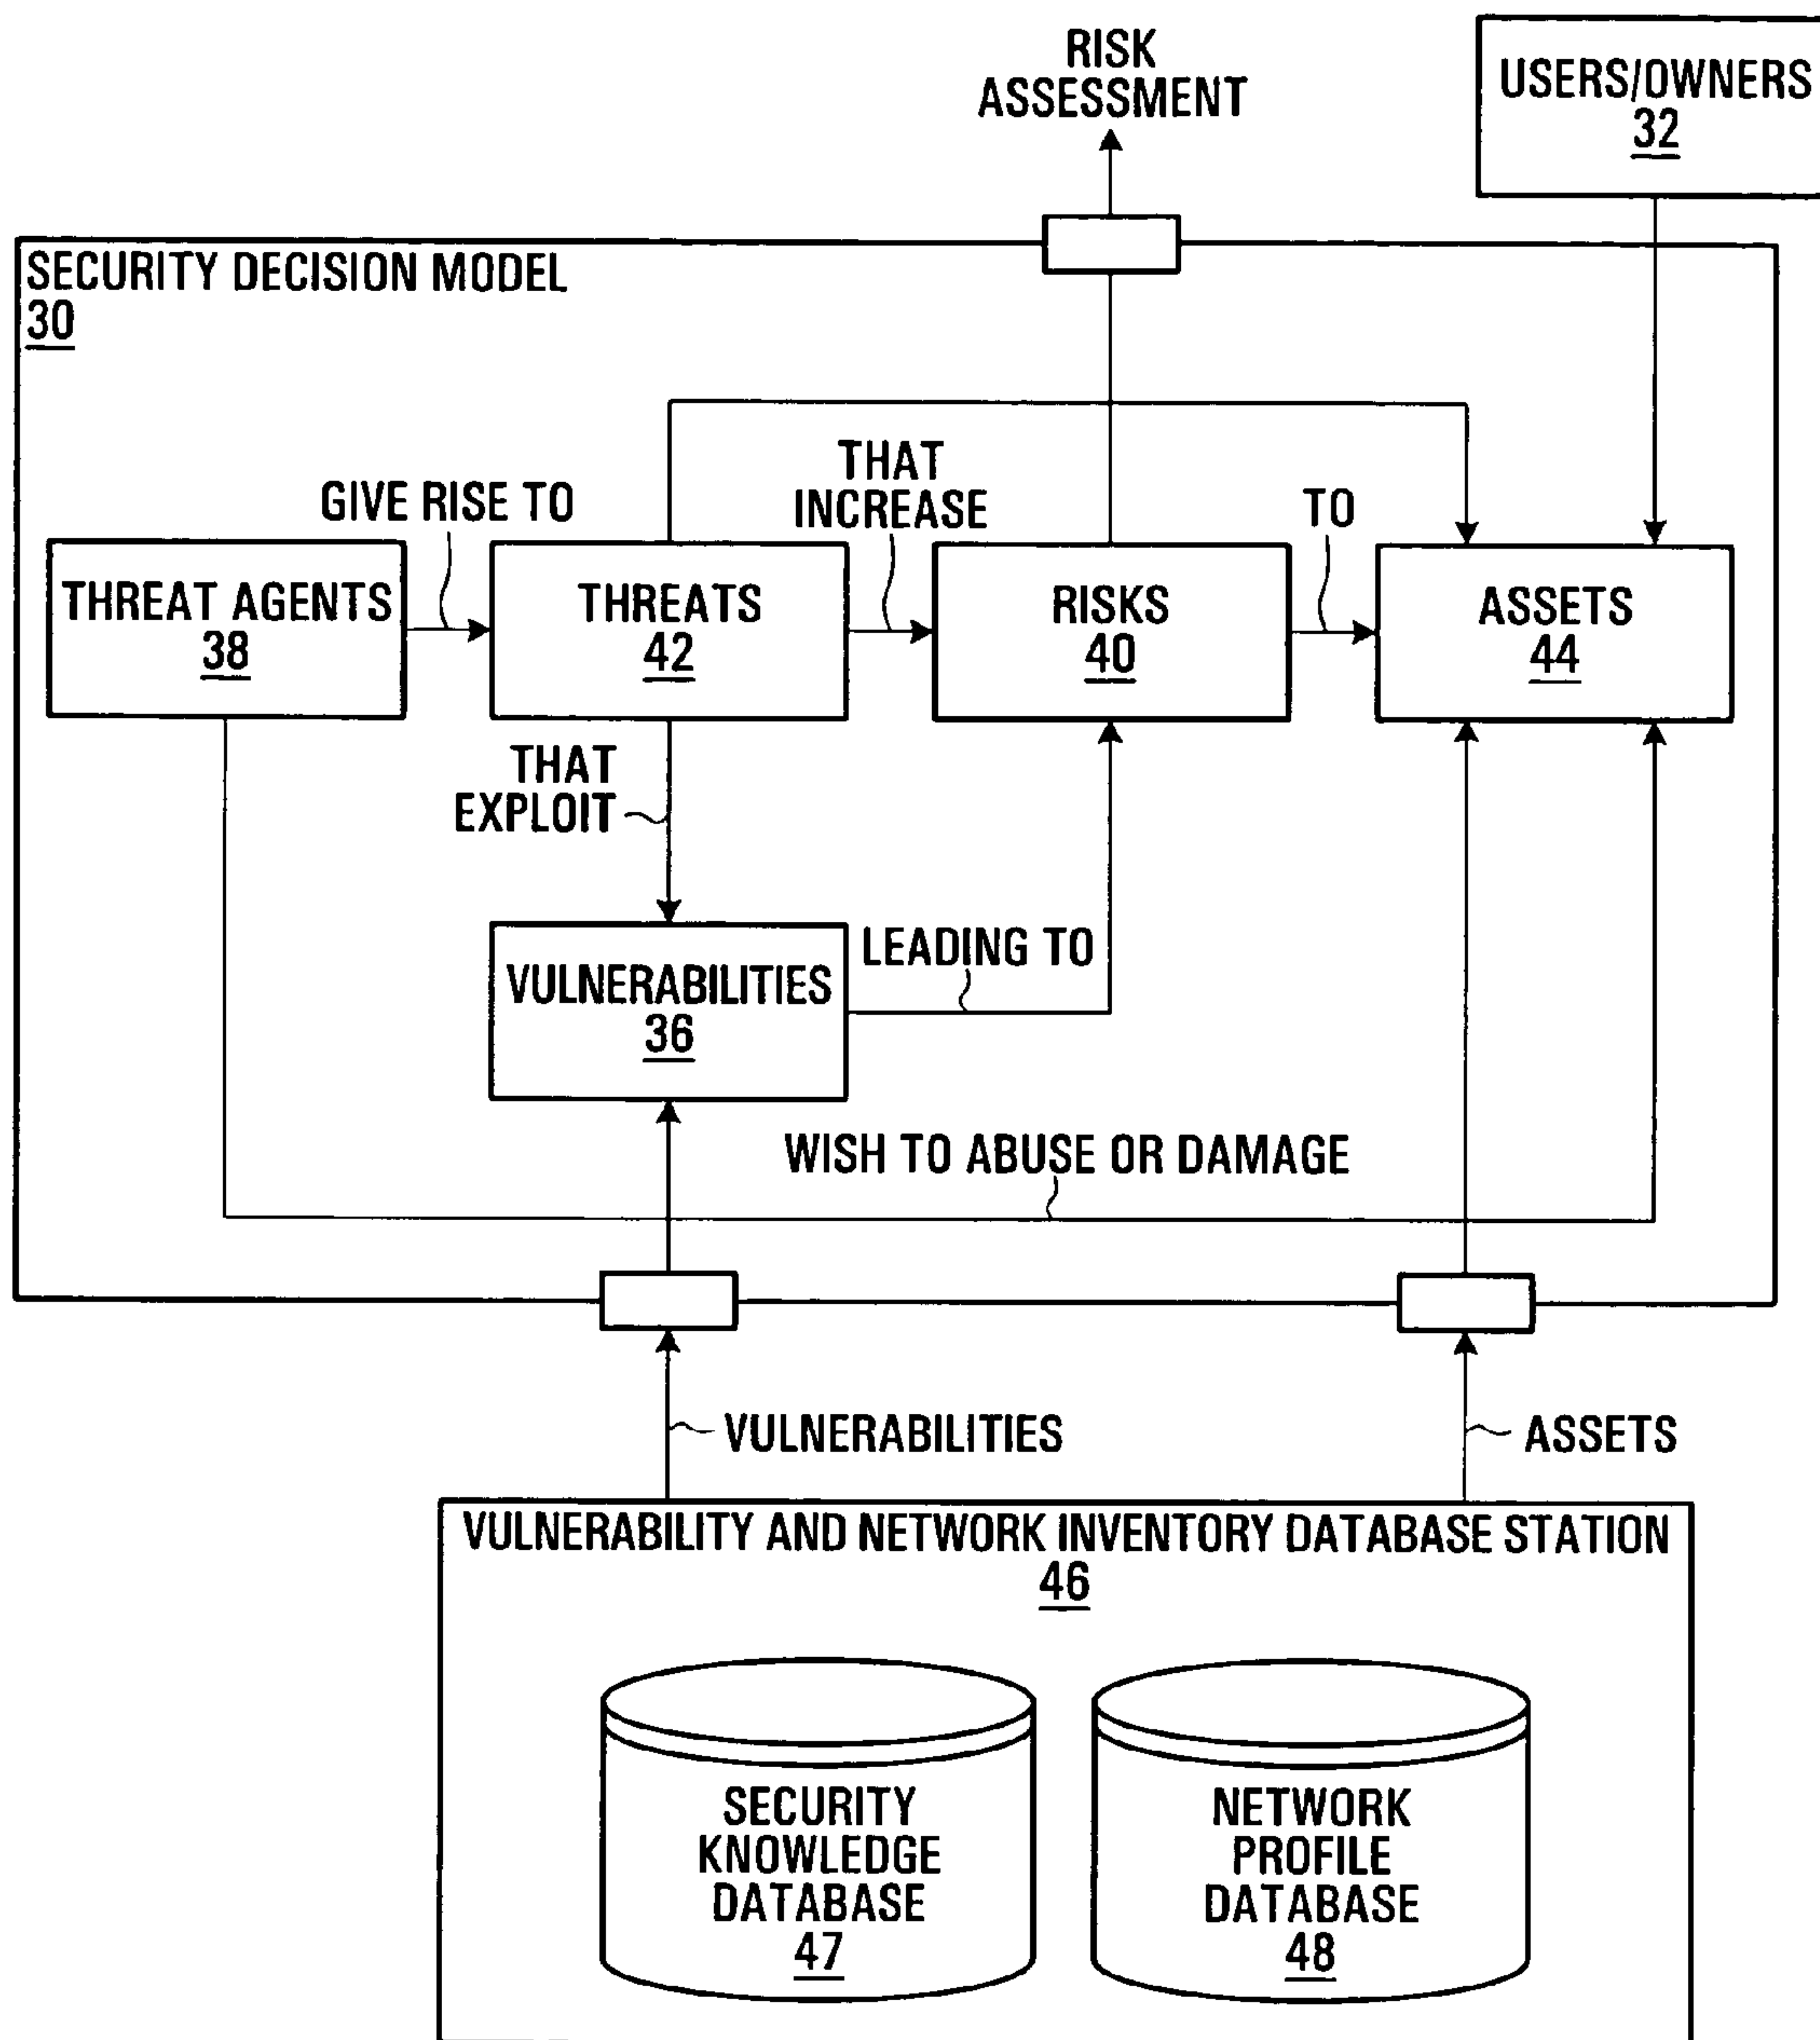 RISK
ASSESSMENT
USERS/OWNERS
32
SECURITY DECISION MODEL
30
GIVE RISE TO
THAT
INCREASE
TO
THREAT AGENTS
38
THREATS
42
RISKS
40
ASSETS
44
THAT
EXPLOIT
LEADING TO
VULNERABILITIES
36
WISH TO ABUSE OR DAMAGE
VULNERABILITIES
ASSETS
VULNERABILITY AND NETWORK INVENTORY DATABASE STATION
46
SECURITY
KNOWLEDGE
DATABASE
47
NETWORK
PROFILE
DATABASE
48